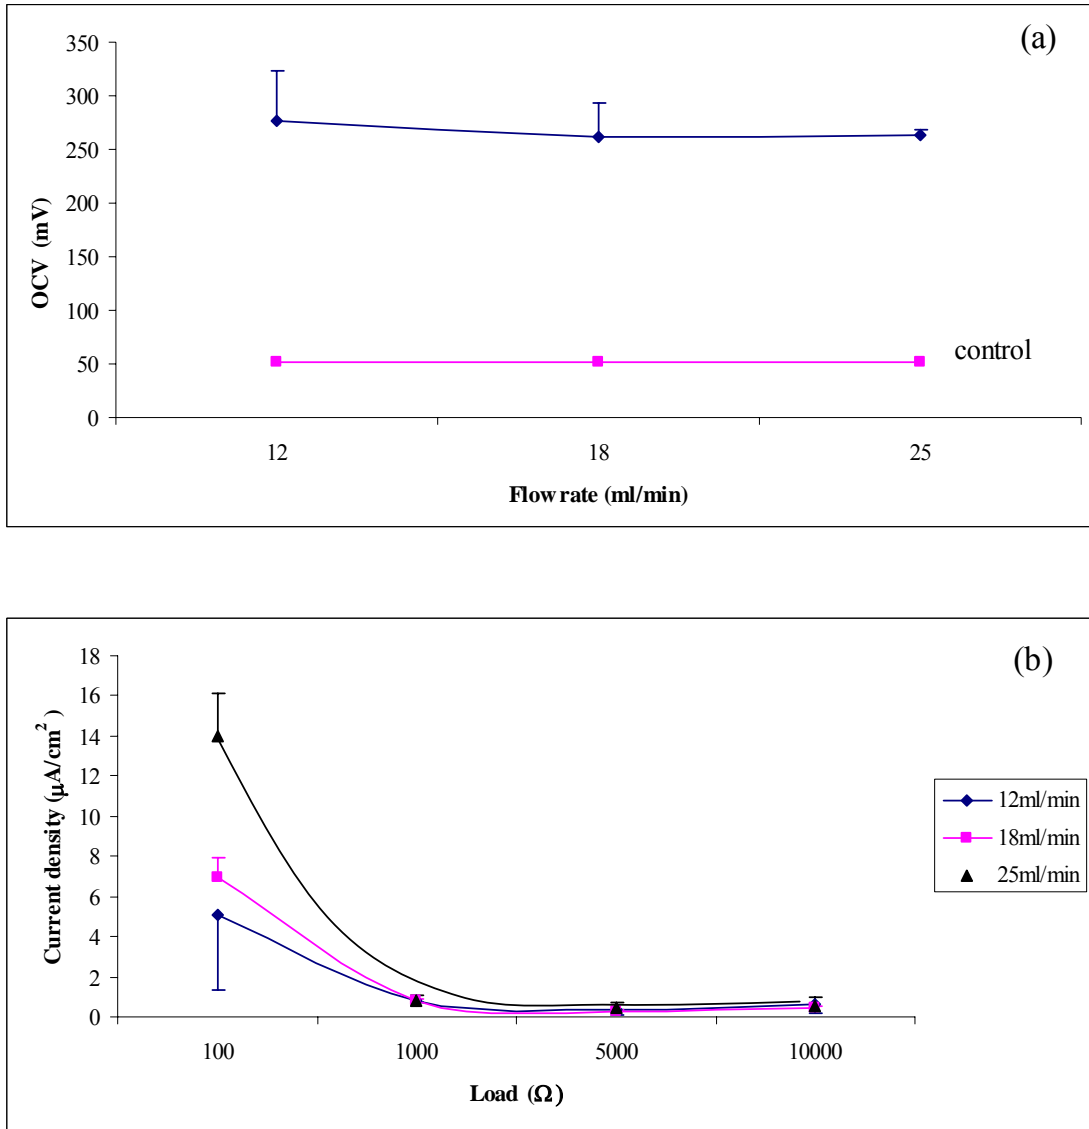 (a)
350
300
250
200
150
100
50
0
OCV (mV)
control
12 18 25
Flow rate (ml/min)
(b)
18
16
14
12
10
8
6
4
2
0
Current density (µA/cm²)
12ml/min
18ml/min
25ml/min
100 1000 5000 10000
Load (Ω)